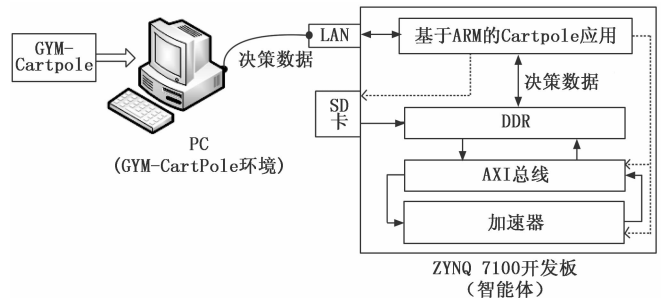 GYM-
Cartpole
决策数据
PC
(GYM-CartPole环境)
LAN
基于ARM的Cartpole应用
决策数据
SD
卡
DDR
AXI总线
加速器
ZYNQ 7100开发板
(智能体)